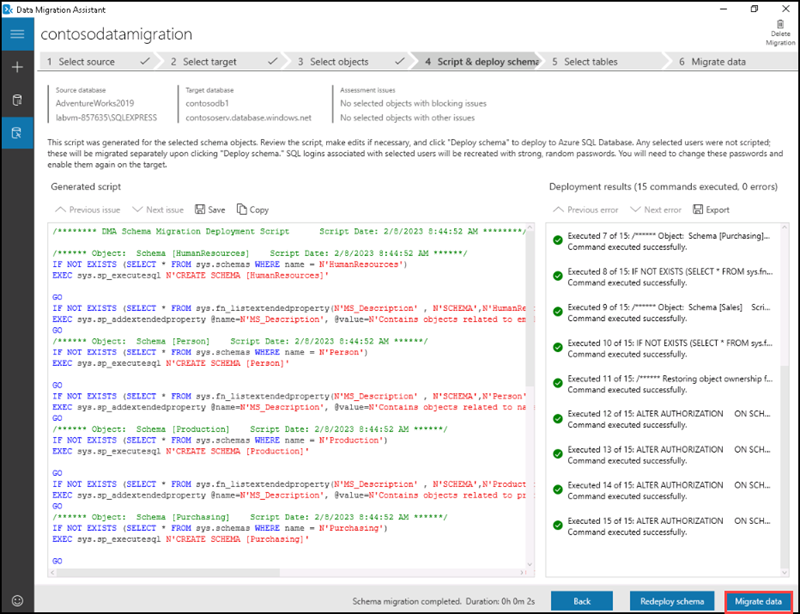 Data Migration Assistant
contosodatamigration
Delete
Migration
1 Select source
2 Select target
3 Select objects
4 Script & deploy schema
5 Select tables
6 Migrate data
Source database
AdventureWorks2019
labvm-857635\SQLEXPRESS
Target database
contosodb1
contososerv.database.windows.net
Assessment issues
No selected objects with blocking issues
No selected objects with other issues
This script was generated for the selected schema objects. Review the script, make edits if necessary, and click "Deploy schema" to deploy to Azure SQL Database. Any selected users were not scripted;
these will be migrated separately upon clicking "Deploy schema." SQL logins associated with selected users will be recreated with strong, random passwords. You will need to change these passwords and
enable them again on the target.
Generated script
Previous issue Next issue Save Copy
/******** DMA Schema Migration Deployment Script Script Date: 2/8/2023 8:44:52 AM ********/
/****** Object: Schema [HumanResources] Script Date: 2/8/2023 8:44:52 AM ******/
IF NOT EXISTS (SELECT * FROM sys.schemas WHERE name = N'HumanResources')
EXEC sys.sp_executesql N'CREATE SCHEMA [HumanResources]'
GO
IF NOT EXISTS (SELECT * FROM sys.fn_listextendedproperty(N'MS_Description' , N'SCHEMA',N'HumanRe
EXEC sys.sp_addextendedproperty @name=N'MS_Description', @value=N'Contains objects related to em
GO
/****** Object: Schema [Person] Script Date: 2/8/2023 8:44:52 AM ******/
IF NOT EXISTS (SELECT * FROM sys.schemas WHERE name = N'Person')
EXEC sys.sp_executesql N'CREATE SCHEMA [Person]'
GO
IF NOT EXISTS (SELECT * FROM sys.fn_listextendedproperty(N'MS_Description' , N'SCHEMA',N'Person'
EXEC sys.sp_addextendedproperty @name=N'MS_Description', @value=N'Contains objects related to na
GO
/****** Object: Schema [Production] Script Date: 2/8/2023 8:44:52 AM ******/
IF NOT EXISTS (SELECT * FROM sys.schemas WHERE name = N'Production')
EXEC sys.sp_executesql N'CREATE SCHEMA [Production]'
GO
IF NOT EXISTS (SELECT * FROM sys.fn_listextendedproperty(N'MS_Description' , N'SCHEMA',N'Product
EXEC sys.sp_addextendedproperty @name=N'MS_Description', @value=N'Contains objects related to pr
GO
/****** Object: Schema [Purchasing] Script Date: 2/8/2023 8:44:52 AM ******/
IF NOT EXISTS (SELECT * FROM sys.schemas WHERE name = N'Purchasing')
EXEC sys.sp_executesql N'CREATE SCHEMA [Purchasing]'
GO
Deployment results (15 commands executed, 0 errors)
Previous error Next error Export
Executed 7 of 15: /****** Object: Schema [Purchasing]...
Command executed successfully.
Executed 8 of 15: IF NOT EXISTS (SELECT * FROM sys.fn...
Command executed successfully.
Executed 9 of 15: /****** Object: Schema [Sales] Scri...
Command executed successfully.
Executed 10 of 15: IF NOT EXISTS (SELECT * FROM sys.f...
Command executed successfully.
Executed 11 of 15: /****** Restoring object ownership f...
Command executed successfully.
Executed 12 of 15: ALTER AUTHORIZATION ON SCH...
Command executed successfully.
Executed 13 of 15: ALTER AUTHORIZATION ON SCH...
Command executed successfully.
Executed 14 of 15: ALTER AUTHORIZATION ON SCH...
Command executed successfully.
Executed 15 of 15: ALTER AUTHORIZATION ON SCH...
Command executed successfully.
Schema migration completed. Duration: 0h 0m 2s
Back
Redeploy schema
Migrate data